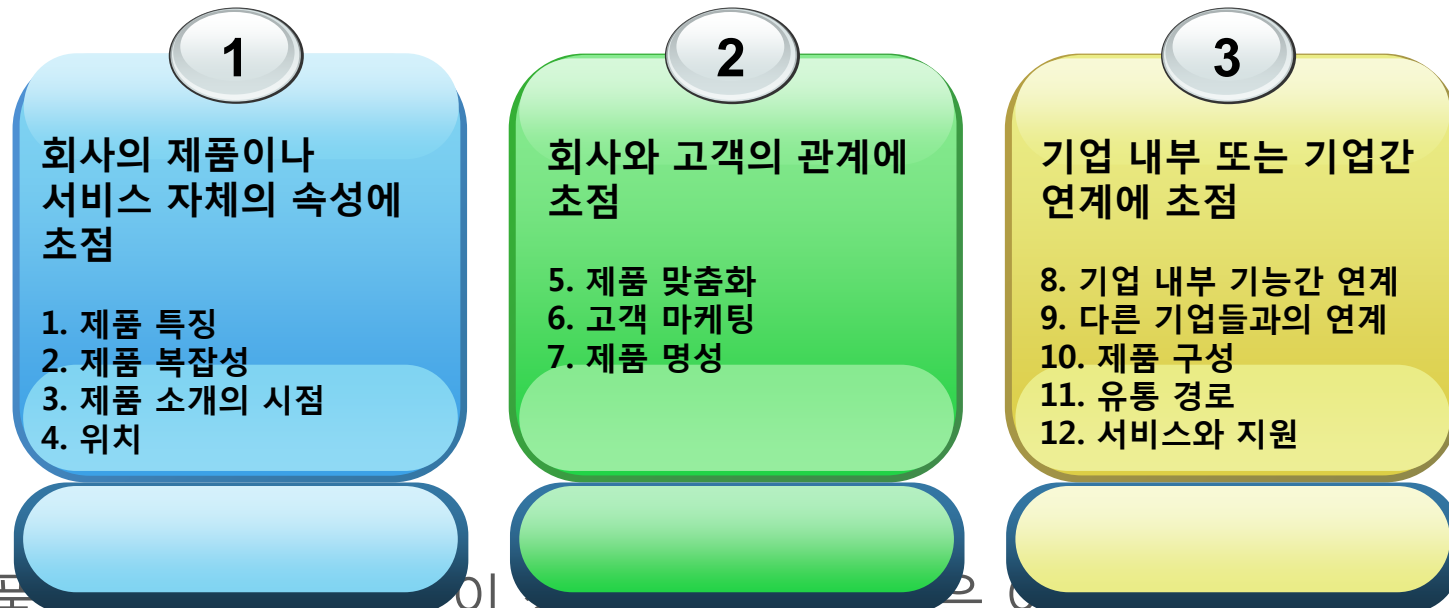 1
회사의 제품이나
서비스 자체의 속성에
초점
1. 제품 특징
2. 제품 복잡성
3. 제품 소개의 시점
4. 위치
2
회사와 고객의 관계에
초점
5. 제품 맞춤화
6. 고객 마케팅
7. 제품 명성
3
기업 내부 또는 기업간
연계에 초점
8. 기업 내부 기능간 연계
9. 다른 기업들과의 연계
10. 제품 구성
11. 유통 경로
12. 서비스와 지원
이